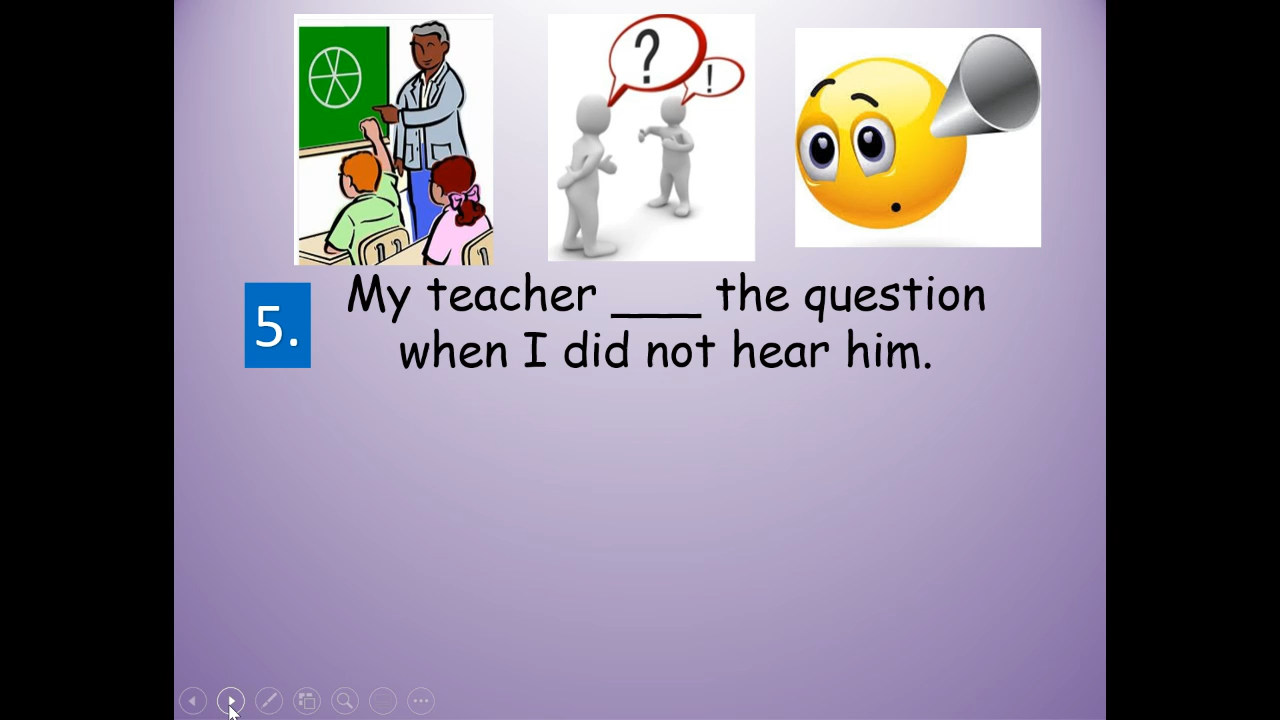 ? !
5. My teacher ___ the question
when I did not hear him.